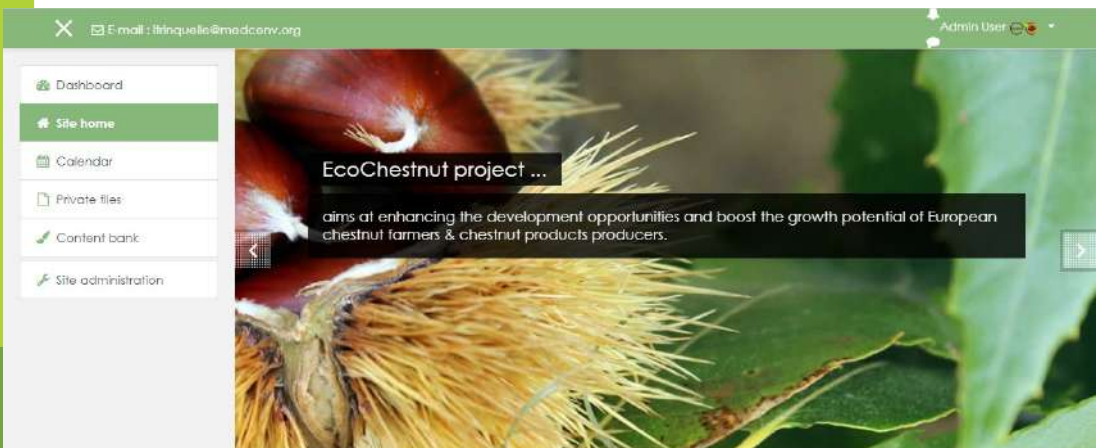 E-mail : ltrinquelle@medconv.org
Admin User
Dashboard
Site home
Calendar
Private files
Content bank
Site administration
EcoChestnut project ...
aims at enhancing the development opportunities and boost the growth potential of European
chestnut farmers & chestnut products producers.